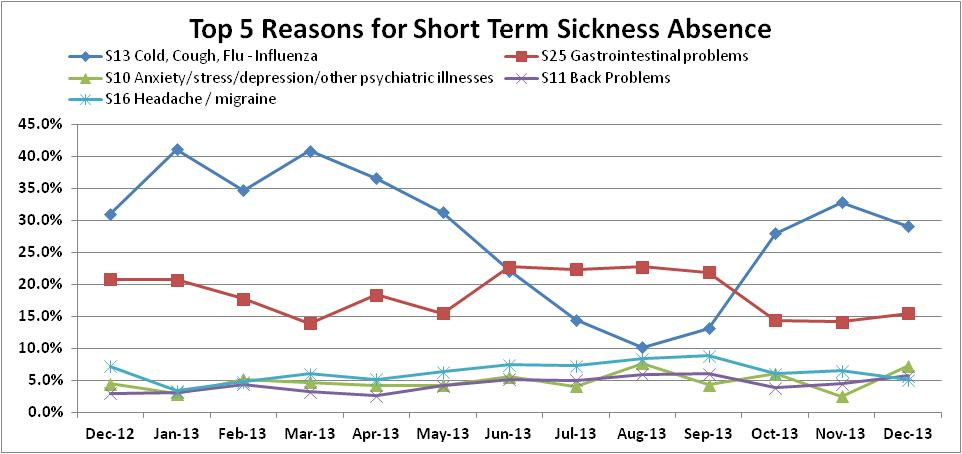 Top 5 Reasons for Short Term Sickness Absence
S13 Cold, Cough, Flu - Influenza S25 Gastrointestinal problems
S10 Anxiety/stress/depression/other psychiatric illnesses S11 Back Problems
S16 Headache / migraine
45.0%
40.0%
35.0%
30.0%
25.0%
20.0%
15.0%
10.0%
5.0%
0.0%
Dec-12 Jan-13 Feb-13 Mar-13 Apr-13 May-13 Jun-13 Jul-13 Aug-13 Sep-13 Oct-13 Nov-13 Dec-13